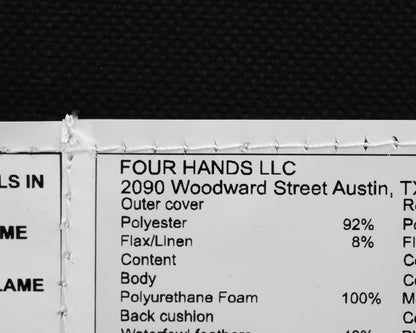 LS IN
ME
LAME
FOUR HANDS LLC
2090 Woodward Street Austin, TX
Outer cover
Polyester 92%
Flax/Linen 8%
Content
Body
Polyurethane Foam 100%
Back cushion